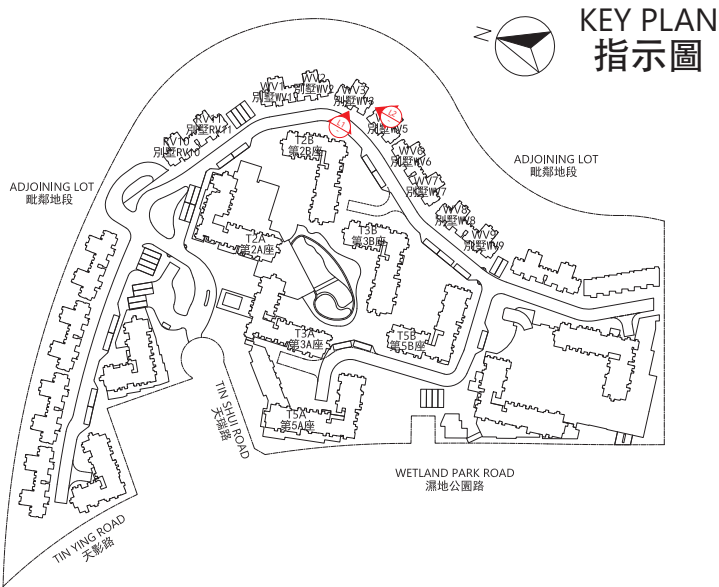 KEY PLAN
指示圖
N
WV1
別墅WV1
WV2
別墅WV2
WV3
別墅WV3
L1
L2
別墅WV5
WV6
別墅WV6
WV7
別墅WV7
WV8
別墅WV8
WV9
別墅WV9
RV11
別墅RV11
RV10
別墅RV10
ADJOINING LOT
毗鄰地段
ADJOINING LOT
毗鄰地段
T2B
第2B座
T2A
第2A座
T3B
第3B座
T3A
第3A座
T5B
第5B座
T5A
第5A座
TIN SHUI ROAD
天瑞路
WETLAND PARK ROAD
濕地公園路
TIN YING ROAD
天影路